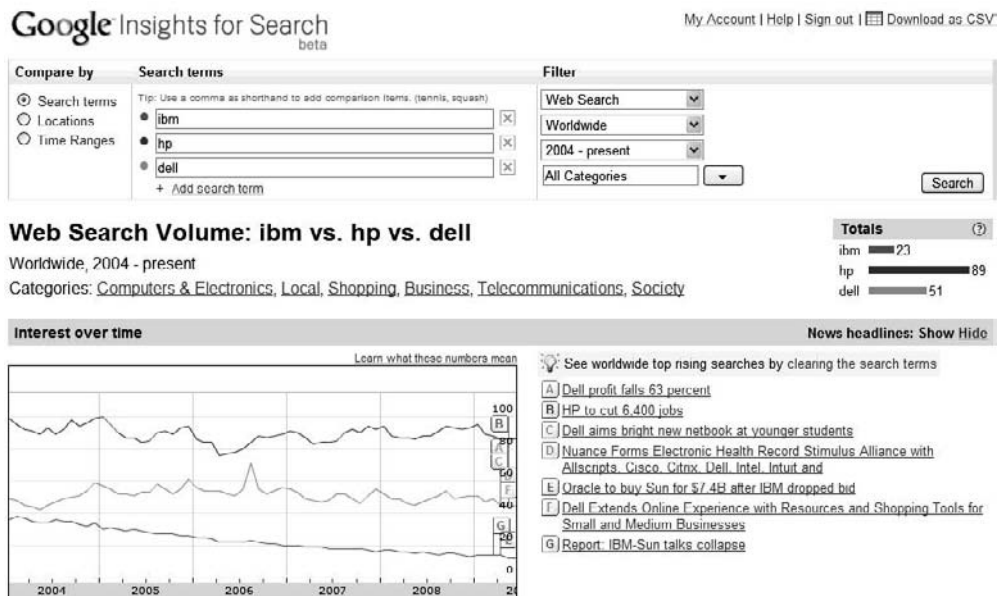 Google Insights for Search
beta
My Account | Help | Sign out | Download as CSV
Compare by
Search terms
Filter
Search terms
Locations
Time Ranges
Tip: Use a comma as shorthand to add comparison items. (tennis, squash)
ibm
hp
dell
+ Add search term
Web Search
Worldwide
2004 - present
All Categories
Search
Web Search Volume: ibm vs. hp vs. dell
Worldwide, 2004 - present
Categories: Computers & Electronics, Local, Shopping, Business, Telecommunications, Society
Totals (?)
ibm 23
hp 89
dell 51
Interest over time
News headlines: Show Hide
Learn what these numbers mean
100
80
60
40
20
0
B
A
C
D
F
G
E
2004 2005 2006 2007 2008 20
See worldwide top rising searches by clearing the search terms
A Dell profit falls 63 percent
B HP to cut 6,400 jobs
C Dell aims bright new netbook at younger students
D Nuance Forms Electronic Health Record Stimulus Alliance with
Allscripts, Cisco, Citrix, Dell, Intel, Intuit and
E Oracle to buy Sun for $7.4B after IBM dropped bid
F Dell Extends Online Experience with Resources and Shopping Tools for
Small and Medium Businesses
G Report: IBM-Sun talks collapse